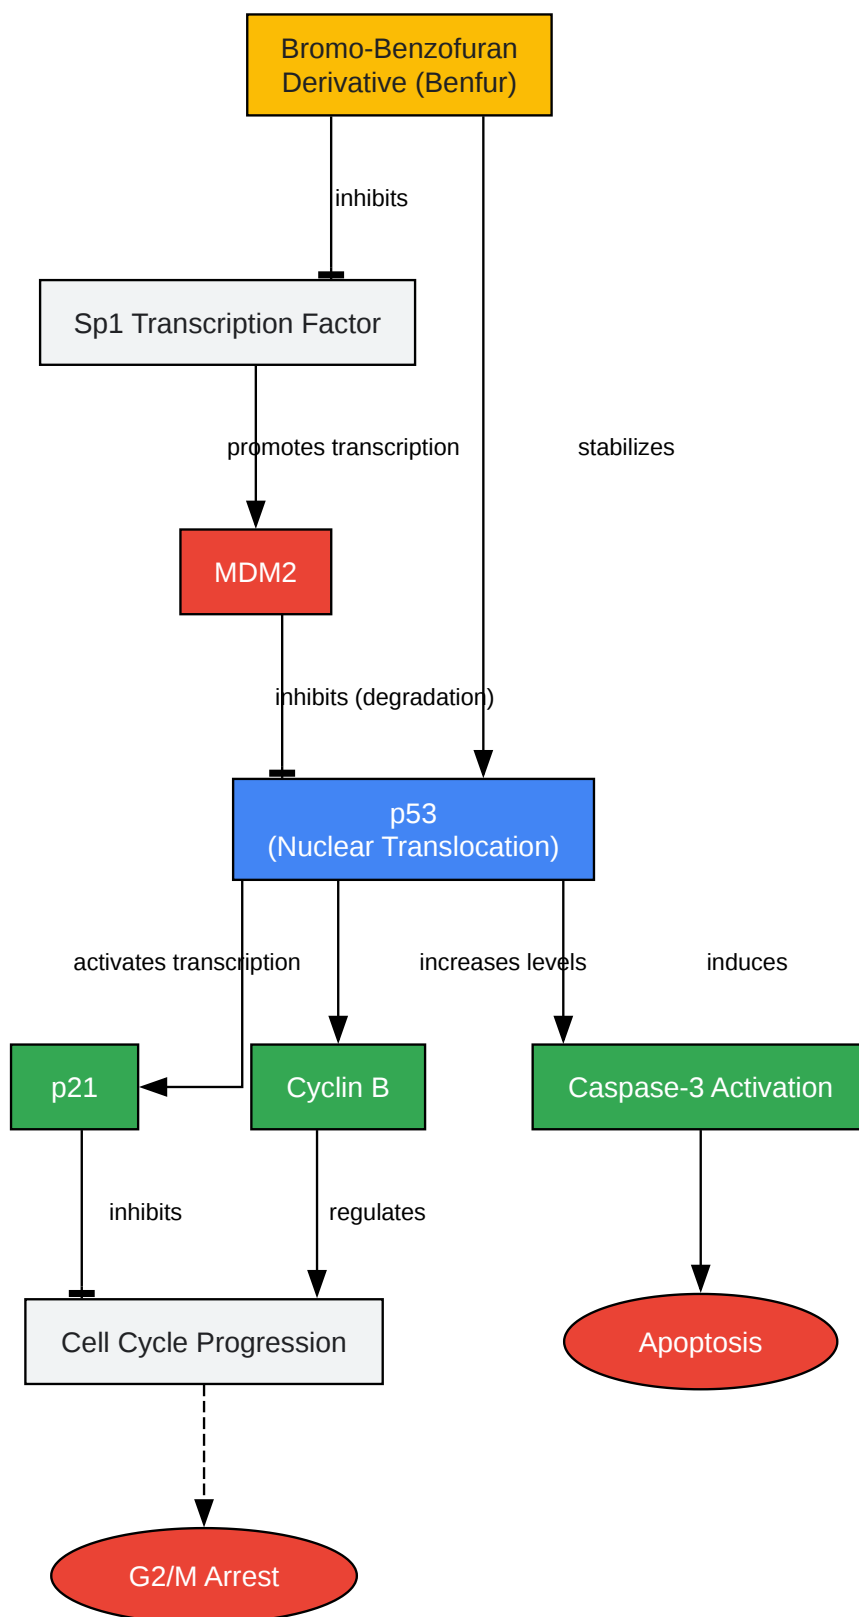 Bromo-Benzofuran
Derivative (Benfur)
inhibits
Sp1 Transcription Factor
promotes transcription
stabilizes
MDM2
inhibits (degradation)
p53
(Nuclear Translocation)
activates transcription
increases levels
induces
p21
Cyclin B
Caspase-3 Activation
inhibits
regulates
Cell Cycle Progression
Apoptosis
G2/M Arrest